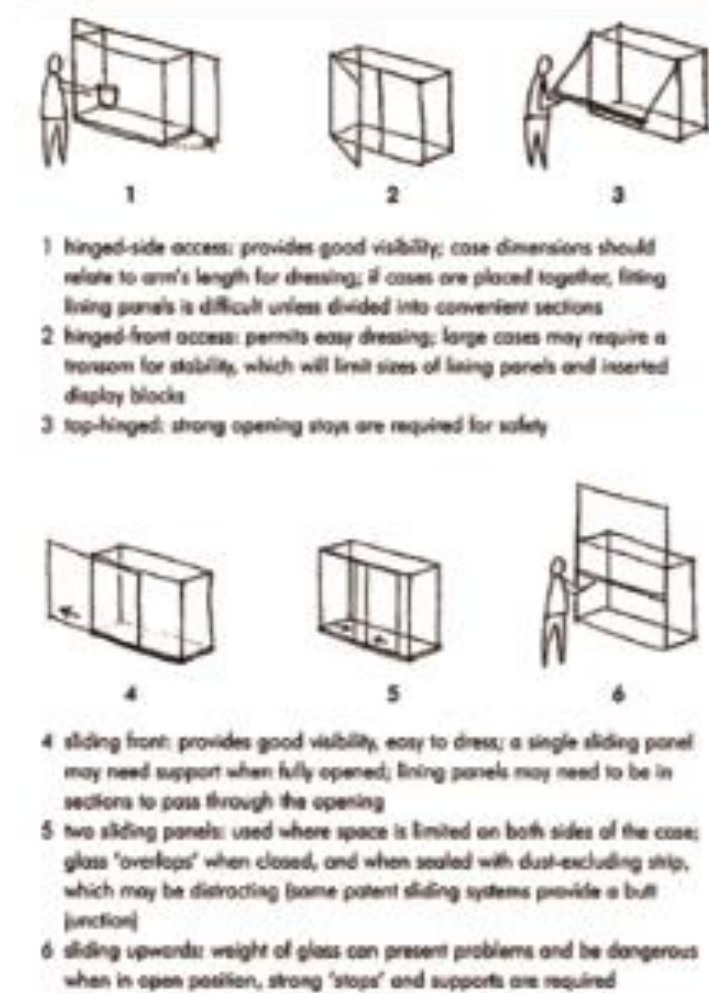 1
2
3
1 hinged-side access: provides good visibility; case dimensions should
relate to arm's length for dressing; if cases are placed together, fitting
lining panels is difficult unless divided into convenient sections
2 hinged-front access: permits easy dressing; large cases may require a
transom for stability, which will limit sizes of lining panels and inserted
display blocks
3 top-hinged: strong opening stays are required for safety
4
5
6
4 sliding front: provides good visibility, easy to dress; a single sliding panel
may need support when fully opened; lining panels may need to be in
sections to pass through the opening
5 two sliding panels: used where space is limited on both sides of the case;
glass 'overlaps' when closed, and when sealed with dust-excluding strip,
which may be distracting (some patent sliding systems provide a butt
junction)
6 sliding upwards: weight of glass can present problems and be dangerous
when in open position, strong 'stops' and supports are required